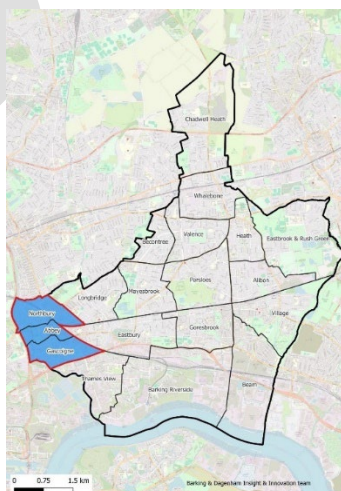 Chadwell Heath
Whalebone
Becontree
Valence
Heath
Eastbrook & Rush Green
Mayesbrook
Parsloes
Alibon
Longbridge
Village
Northbury
Abbey
Eastbury
Goresbrook
Gascoigne
Thames View
Barking Riverside
Beam
0 0.75 1.5 km
Barking & Dagenham Insight & Innovation team